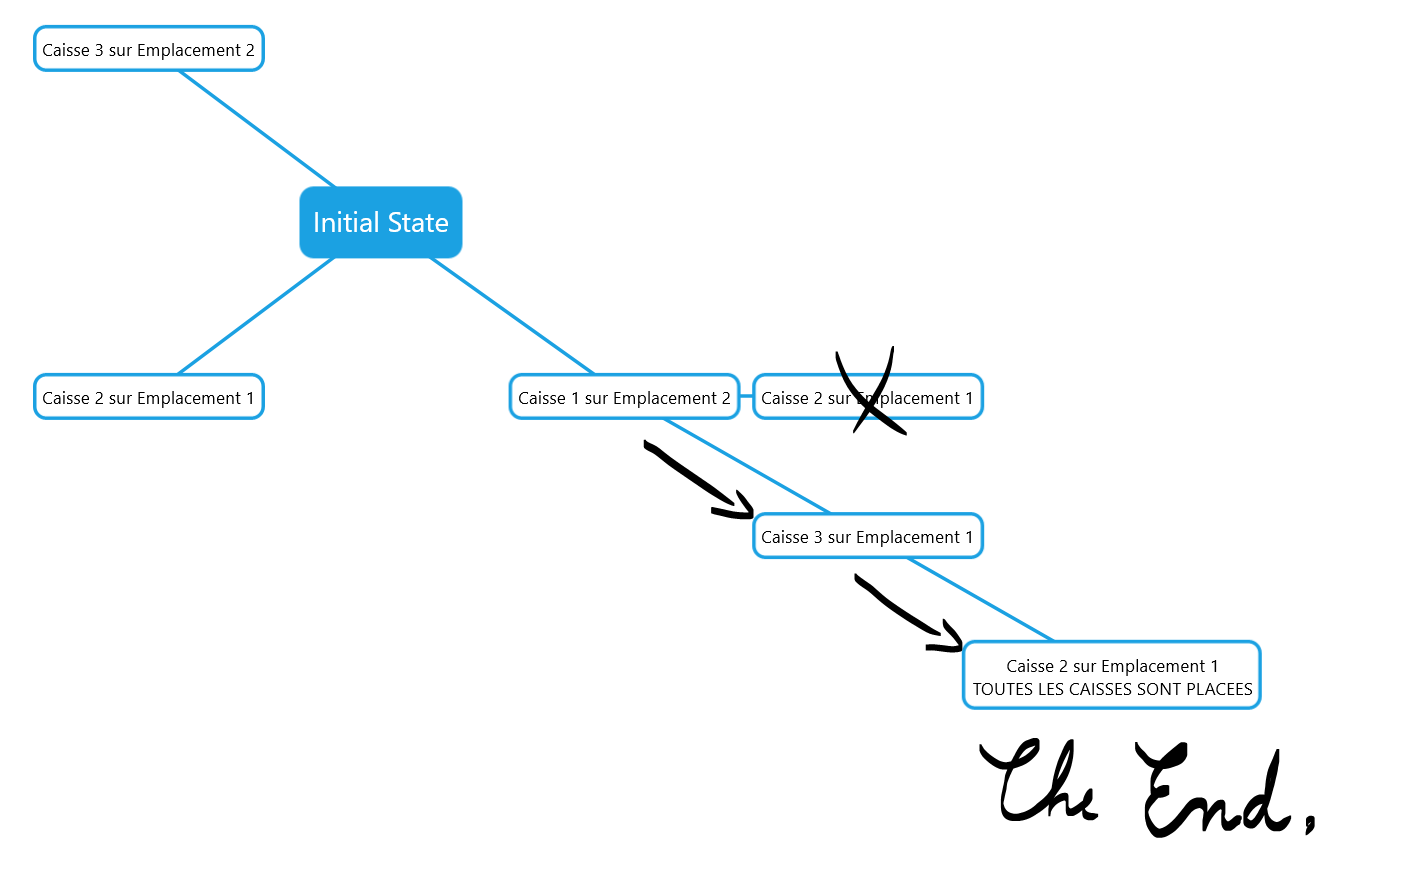 Caisse 3 sur Emplacement 2
Initial State
Caisse 2 sur Emplacement 1
Caisse 1 sur Emplacement 2
Caisse 2 sur Emplacement 1
Caisse 3 sur Emplacement 1
Caisse 2 sur Emplacement 1
TOUTES LES CAISSES SONT PLACEES
The End,